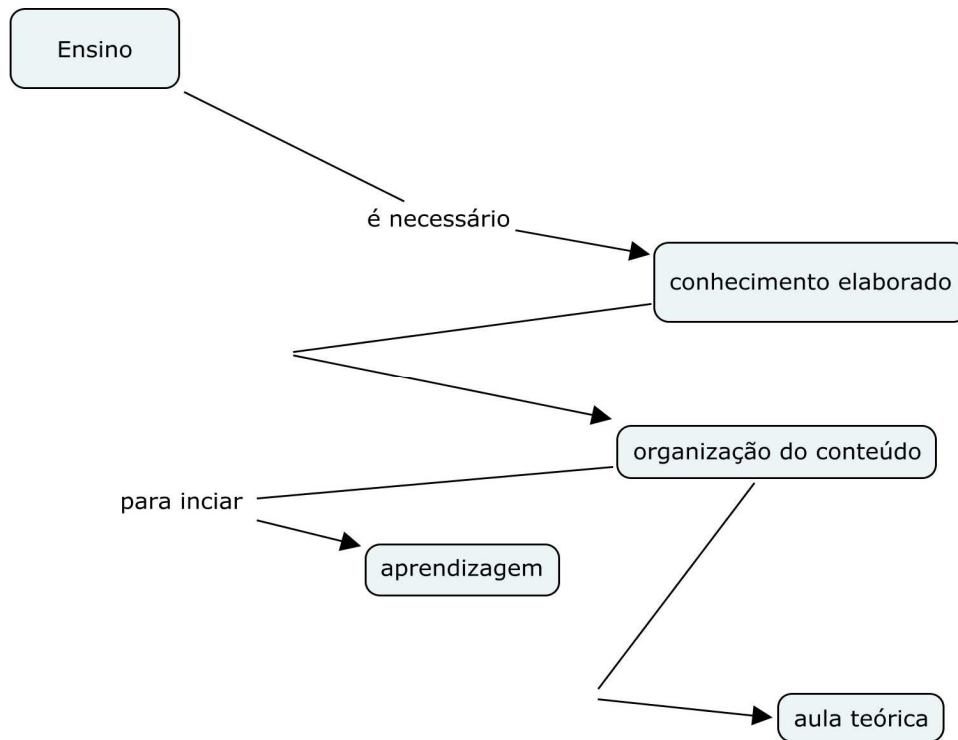 Ensino
é necessário
conhecimento elaborado
organização do conteúdo
para inciar
aprendizagem
aula teórica